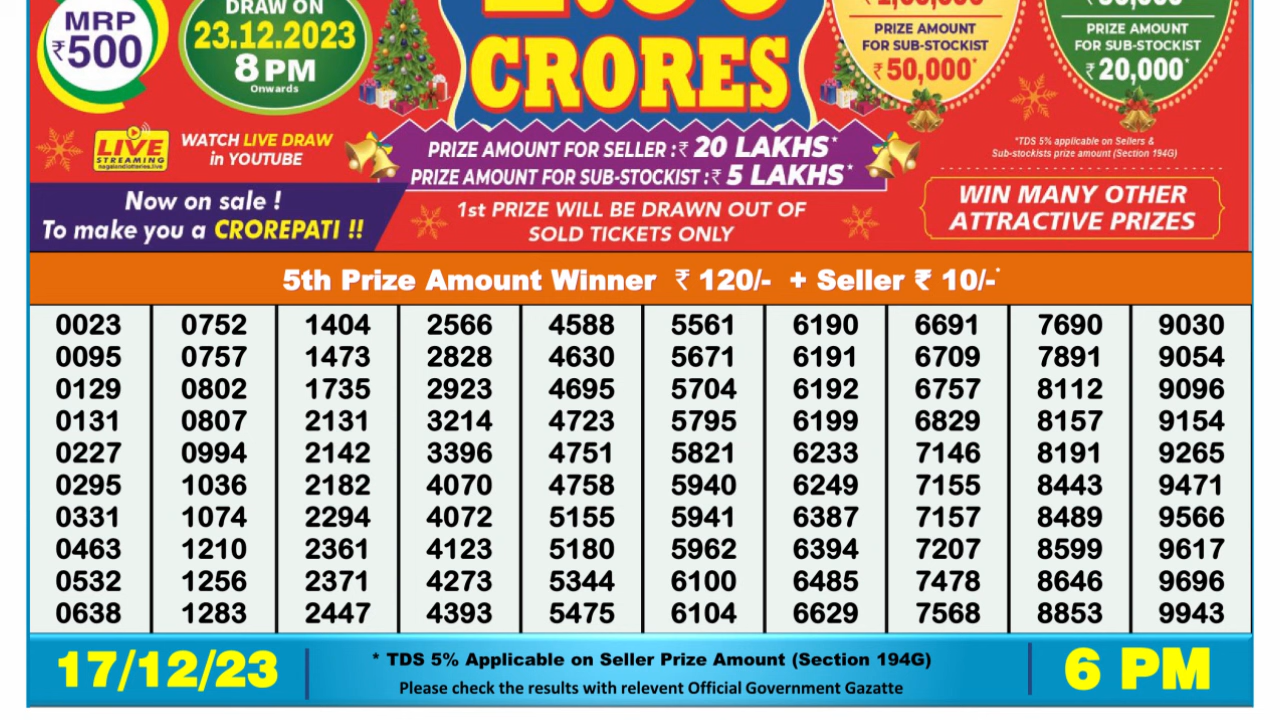 MRP
₹500
DRAW ON
23.12.2023
8 PM
Onwards
CRORES
PRIZE AMOUNT
FOR SUB-STOCKIST
₹ 50,000*
PRIZE AMOUNT
FOR SUB-STOCKIST
₹ 20,000*
LIVE
STREAMING
nagalandlotteries.live
WATCH LIVE DRAW
in YOUTUBE
PRIZE AMOUNT FOR SELLER :₹ 20 LAKHS*
PRIZE AMOUNT FOR SUB-STOCKIST :₹ 5 LAKHS*
*TDS 5% applicable on Sellers &
Sub-stockists prize amount (Section 194G)
Now on sale !
To make you a CROREPATI !!
1st PRIZE WILL BE DRAWN OUT OF
SOLD TICKETS ONLY
WIN MANY OTHER
ATTRACTIVE PRIZES
5th Prize Amount Winner ₹ 120/- + Seller ₹ 10/-*
0023 0752 1404 2566 4588 5561 6190 6691 7690 9030
0095 0757 1473 2828 4630 5671 6191 6709 7891 9054
0129 0802 1735 2923 4695 5704 6192 6757 8112 9096
0131 0807 2131 3214 4723 5795 6199 6829 8157 9154
0227 0994 2142 3396 4751 5821 6233 7146 8191 9265
0295 1036 2182 4070 4758 5940 6249 7155 8443 9471
0331 1074 2294 4072 5155 5941 6387 7157 8489 9566
0463 1210 2361 4123 5180 5962 6394 7207 8599 9617
0532 1256 2371 4273 5344 6100 6485 7478 8646 9696
0638 1283 2447 4393 5475 6104 6629 7568 8853 9943
17/12/23
* TDS 5% Applicable on Seller Prize Amount (Section 194G)
Please check the results with relevent Official Government Gazatte
6 PM